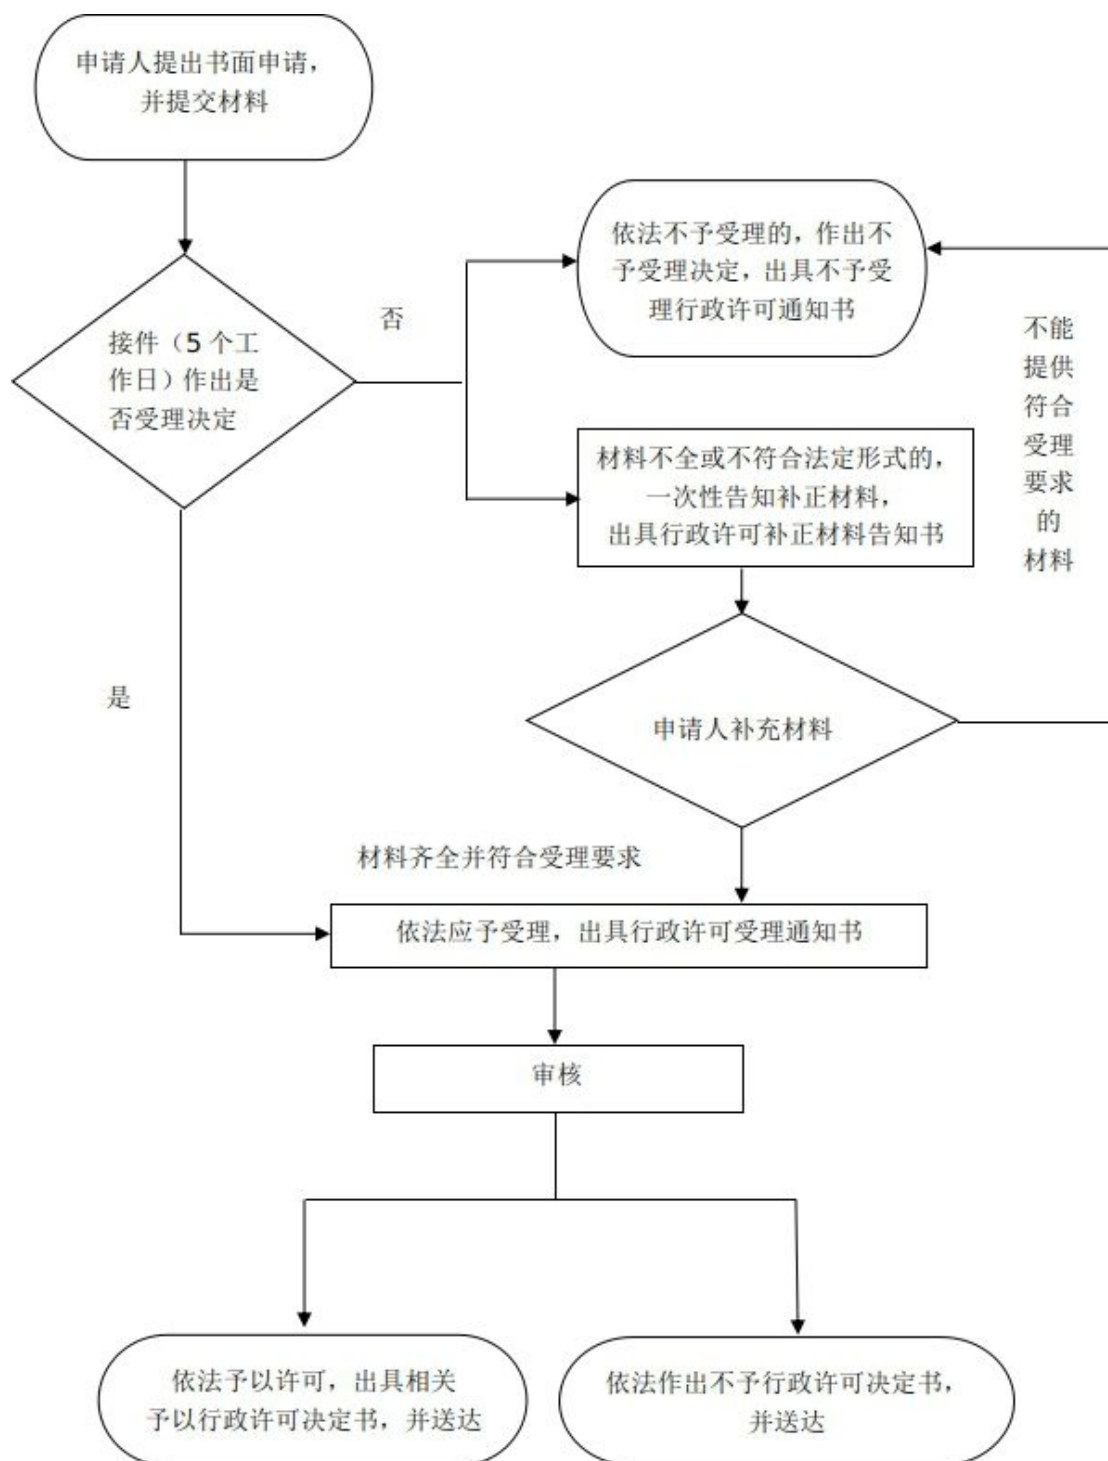 申请人提出书面申请，
并提交材料
依法不予受理的，作出不
予受理决定，出具不予受
理行政许可通知书
否
接件（5 个工
作日）作出是
否受理决定
不能
提供
符合
受理
要求
的
材料
材料不全或不符合法定形式的，
一次性告知补正材料，
出具行政许可补正材料告知书
是
申请人补充材料
材料齐全并符合受理要求
依法应予受理，出具行政许可受理通知书
审核
依法予以许可，出具相关
予以行政许可决定书，并送达
依法作出不予行政许可决定书，
并送达